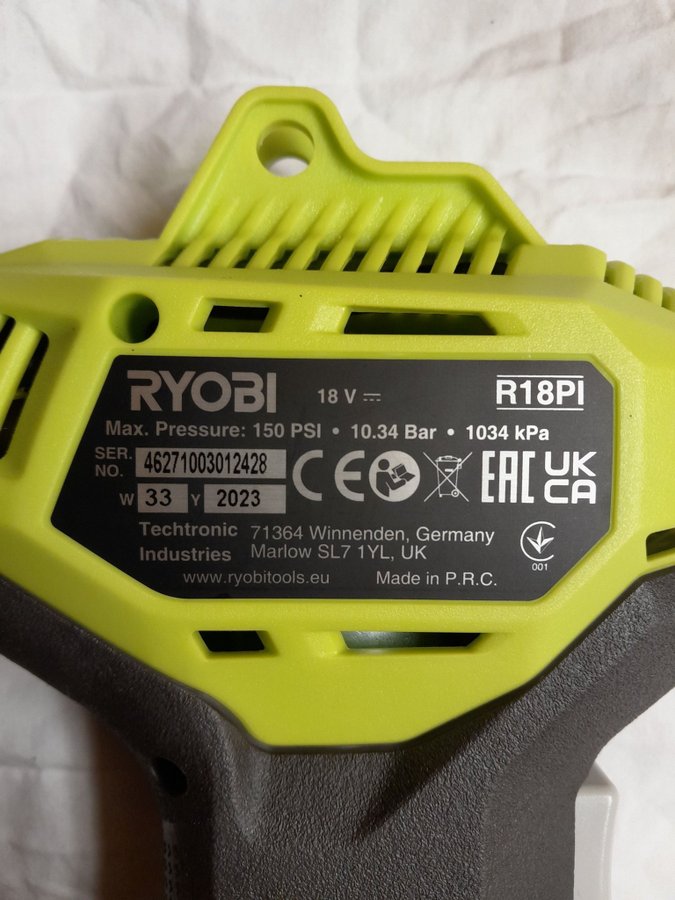 RYOBI 18 V R18PI
Max. Pressure: 150 PSI • 10.34 Bar • 1034 kPa
SER. NO. 46271003012428
W 33 Y 2023
CE EAC UK CA
Techtronic Industries
71364 Winnenden, Germany
Marlow SL7 1YL, UK
001
www.ryobitools.eu Made in P.R.C.